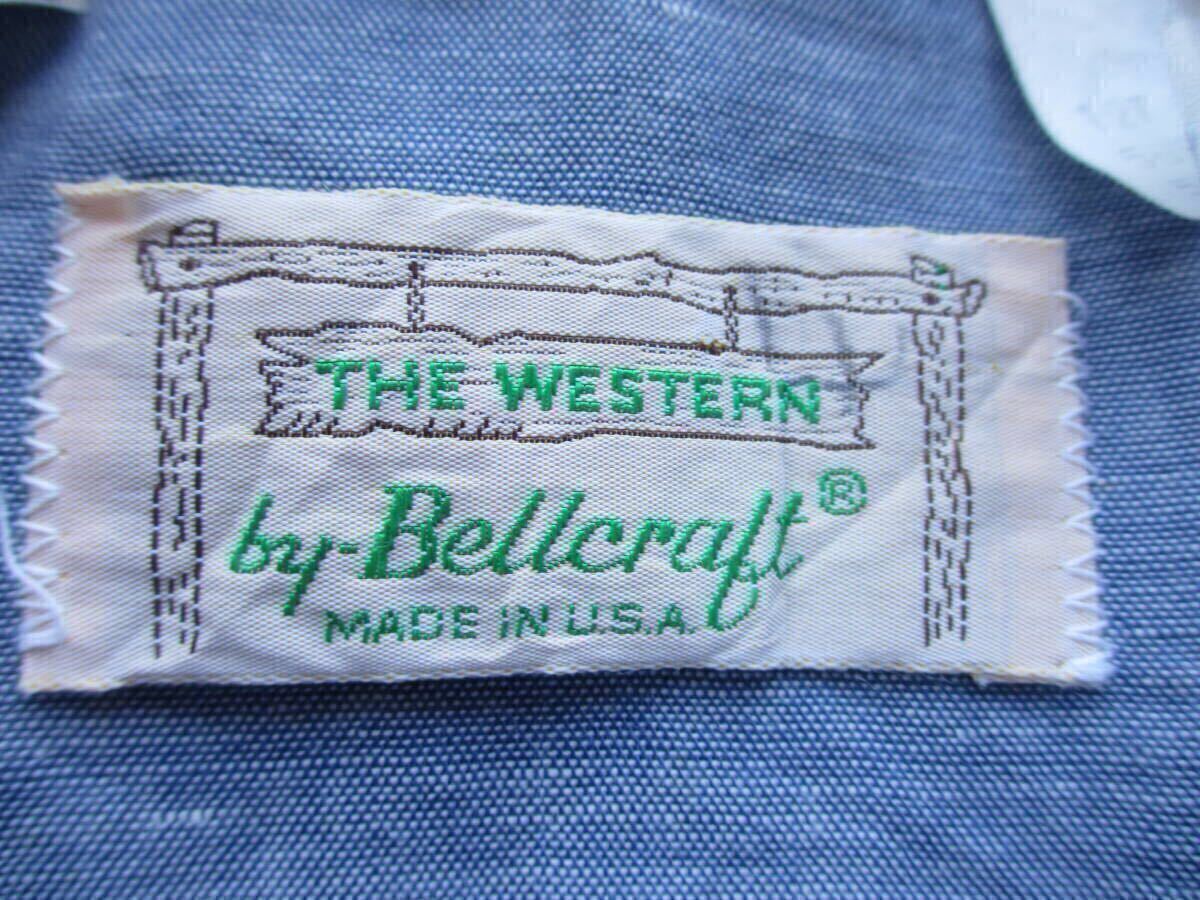 THE WESTERN
by-Bellcraft®
MADE IN U.S.A.